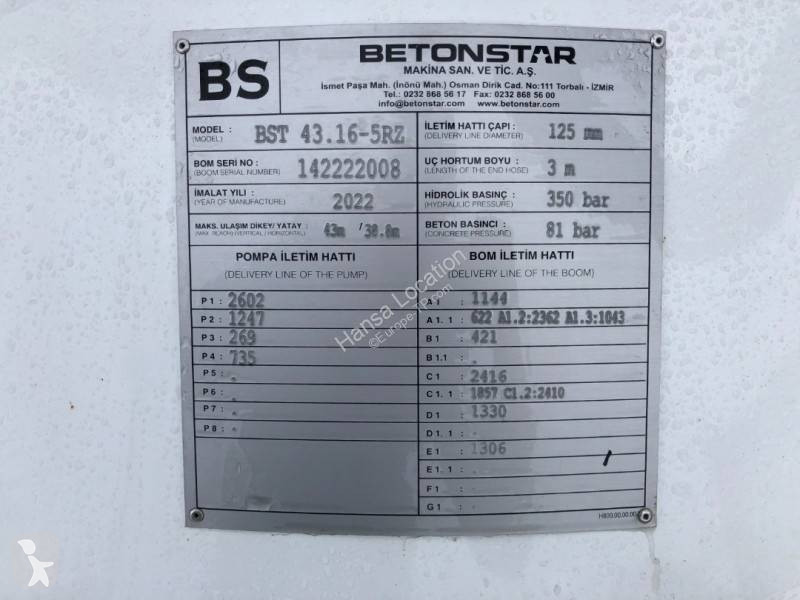 BS
BETONSTAR
MAKİNA SAN. VE TİC. A.Ş.
İsmet Paşa Mah. (İnönü Mah.) Osman Dirik Cad. No:111 Torbalı - İZMİR
Tel.: 0232 868 56 17 Fax: 0232 868 56 00
info@betonstar.com www.betonstar.com
MODEL : BST 43.16-5RZ
(MODEL)
BOM SERI NO : 142222008
(BOOM SERIAL NUMBER)
İMALAT YILI : 2022
(YEAR OF MANUFACTURE)
MAKS. ULAŞIM DİKEY/ YATAY : 43m / 38.8m
(MAX. REACH) (VERTICAL / HORIZONTAL)
İLETİM HATTI ÇAPI : 125 mm
(DELIVERY LINE DIAMETER)
UÇ HORTUM BOYU : 3 m
(LENGTH OF THE END HOSE)
HİDROLİK BASINÇ : 350 bar
(HYDRAULIC PRESSURE)
BETON BASINCI : 81 bar
(CONCRETE PRESSURE)
POMPA İLETİM HATTI
(DELIVERY LINE OF THE PUMP)
P1 : 2602
P2 : 1247
P3 : 269
P4 : 735
P5 : .
P6 : .
P7 : .
P8 : .
BOM İLETİM HATTI
(DELIVERY LINE OF THE BOOM)
A1 : 1144
A1. 1 : 622 A1.2:2362 A1.3:1043
B1 : 421
B1.1 : .
C1 : 2416
C1. 1 : 1857 C1.2:2410
D1 : 1330
D1. 1 : .
E1 : 1306
E1. 1 : .
F1 : .
G1 : .
Hansa Location
©Europe-TP.com